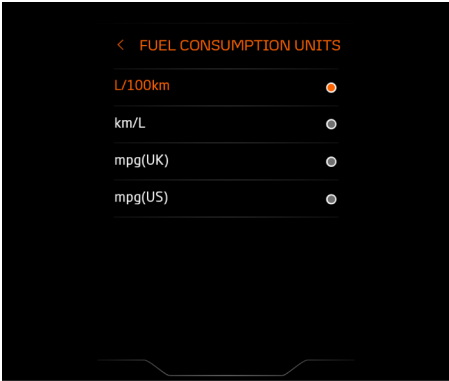 FUEL CONSUMPTION UNITS
L/100km
km/L
mpg(UK)
mpg(US)